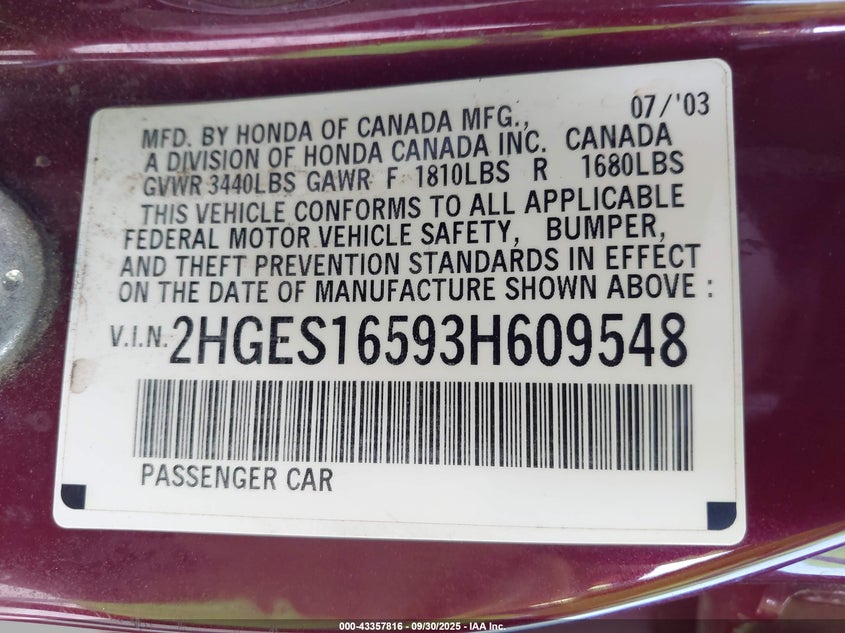 07/'03
MFD. BY HONDA OF CANADA MFG.,
A DIVISION OF HONDA CANADA INC. CANADA
GVWR 3440LBS GAWR F 1810LBS R 1680LBS
THIS VEHICLE CONFORMS TO ALL APPLICABLE
FEDERAL MOTOR VEHICLE SAFETY, BUMPER,
AND THEFT PREVENTION STANDARDS IN EFFECT
ON THE DATE OF MANUFACTURE SHOWN ABOVE :
V.I.N. 2HGES16593H609548
PASSENGER CAR
000-43357816 - 09/30/2025 - IAA Inc.